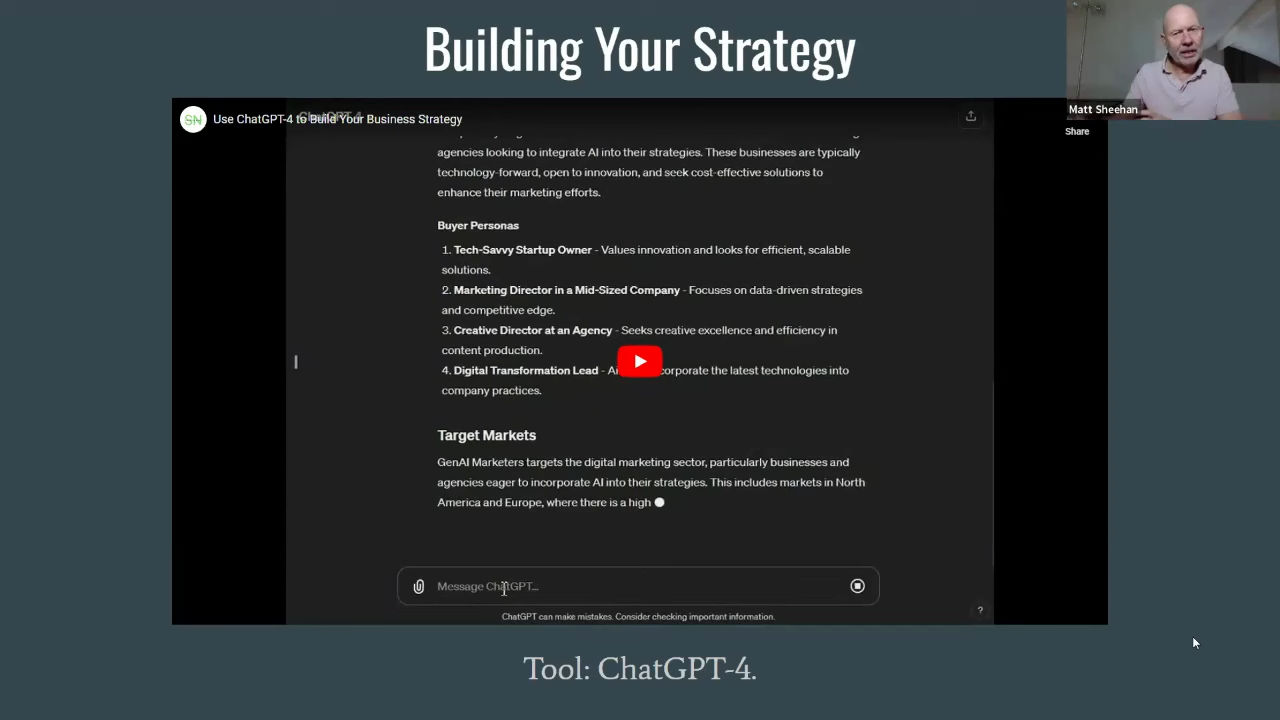 Building Your Strategy
Matt Sheehan
Share
SN
Use ChatGPT-4 to Build Your Business Strategy
agencies looking to integrate AI into their strategies. These businesses are typically
technology-forward, open to innovation, and seek cost-effective solutions to
enhance their marketing efforts.
Buyer Personas
1. Tech-Savvy Startup Owner - Values innovation and looks for efficient, scalable
solutions.
2. Marketing Director in a Mid-Sized Company - Focuses on data-driven strategies
and competitive edge.
3. Creative Director at an Agency - Seeks creative excellence and efficiency in
content production.
4. Digital Transformation Lead - corporate the latest technologies into
company practices.
Target Markets
GenAI Marketers targets the digital marketing sector, particularly businesses and
agencies eager to incorporate AI into their strategies. This includes markets in North
America and Europe, where there is a high
Message ChatGPT...
ChatGPT can make mistakes. Consider checking important information.
?
Tool: ChatGPT-4.